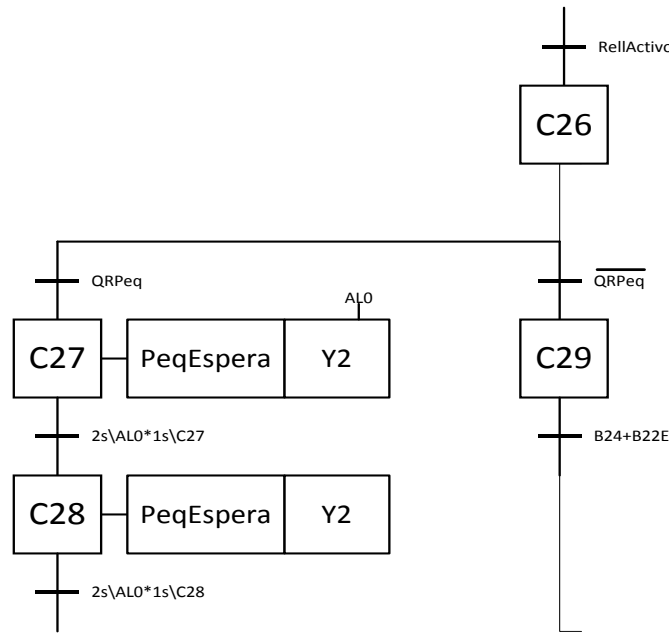 RellActivo
C26
QRPeq
QRPeq
AL0
C27
PeqEspera
Y2
C29
2s\AL0*1s\C27
B24+B22E
C28
PeqEspera
Y2
2s\AL0*1s\C28